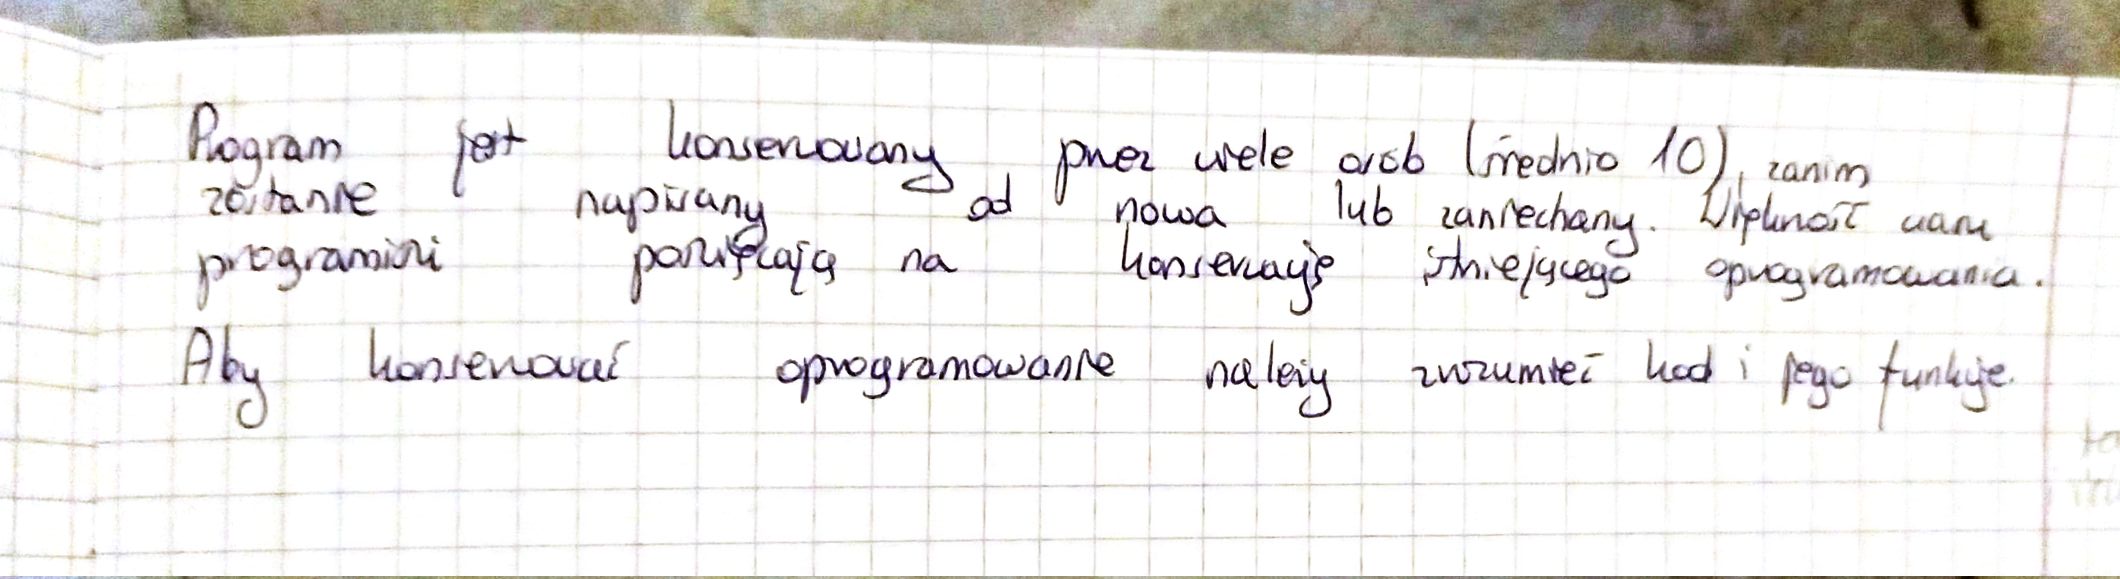 Program jest konserwowany przez wiele osób (średnio 10), zanim
zostanie napisany od nowa lub zaniechany. Większość czasu
programiści poświęcają na konserwację istniejącego oprogramowania.
Aby konserwować oprogramowanie należy zrozumieć kod i jego funkcje.